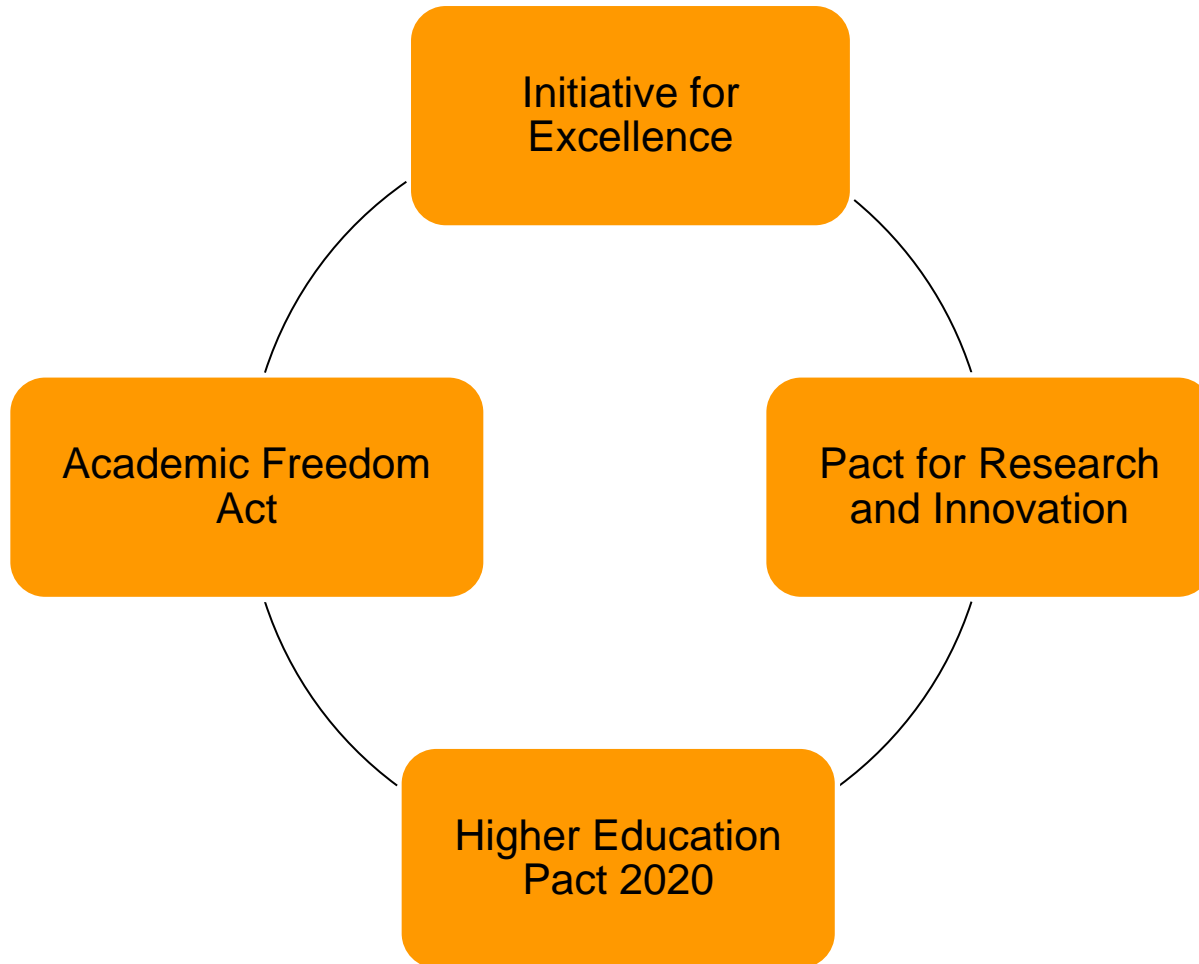 Initiative for
Excellence
Academic Freedom
Act
Pact for Research
and Innovation
Higher Education
Pact 2020